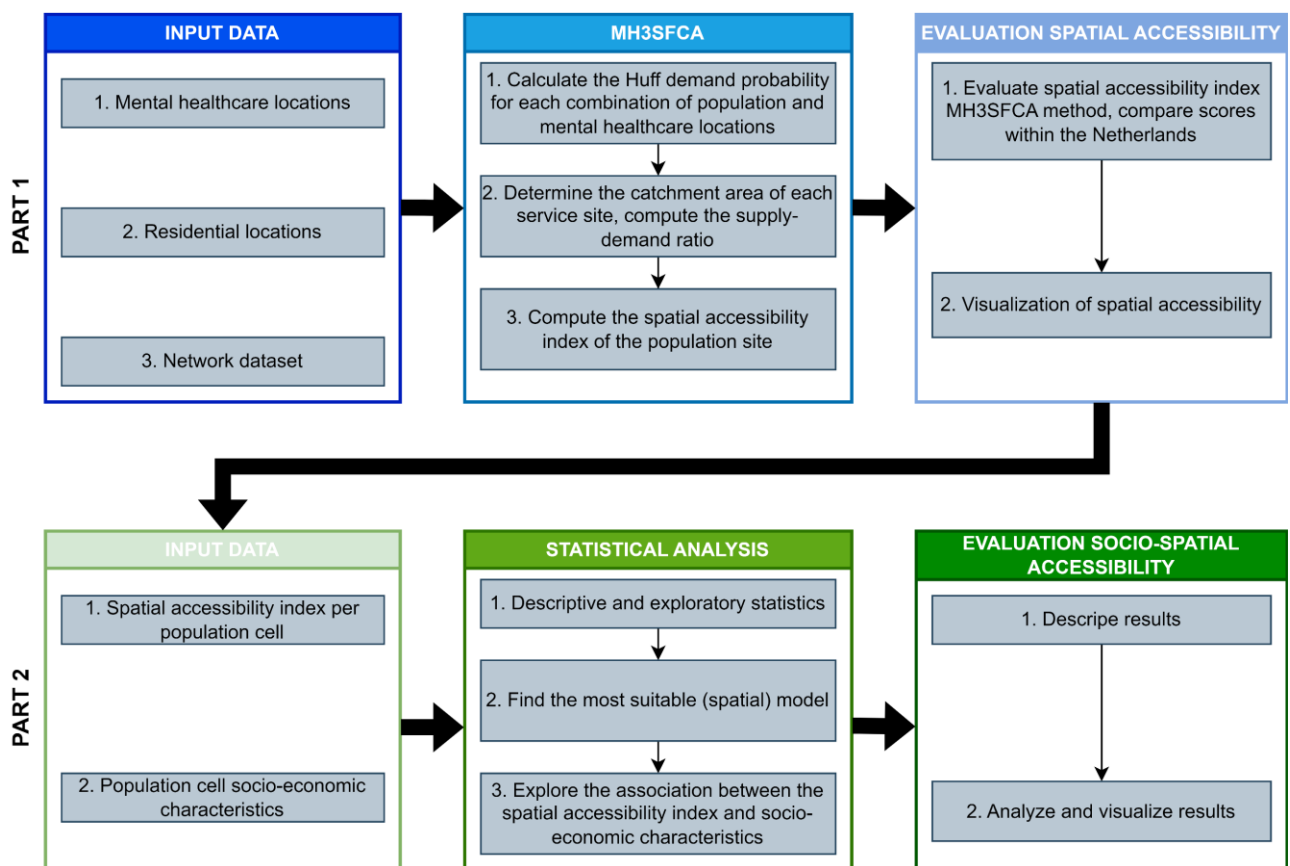 PART 1
INPUT DATA
1. Mental healthcare locations
2. Residential locations
3. Network dataset
MH3SFCA
1. Calculate the Huff demand probability
for each combination of population and
mental healthcare locations
2. Determine the catchment area of each
service site, compute the supply-
demand ratio
3. Compute the spatial accessibility
index of the population site
EVALUATION SPATIAL ACCESSIBILITY
1. Evaluate spatial accessibility index
MH3SFCA method, compare scores
within the Netherlands
2. Visualization of spatial accessibility
PART 2
INPUT DATA
1. Spatial accessibility index per
population cell
2. Population cell socio-economic
characteristics
STATISTICAL ANALYSIS
1. Descriptive and exploratory statistics
2. Find the most suitable (spatial) model
3. Explore the association between the
spatial accessibility index and socio-
economic characteristics
EVALUATION SOCIO-SPATIAL
ACCESSIBILITY
1. Descripe results
2. Analyze and visualize results